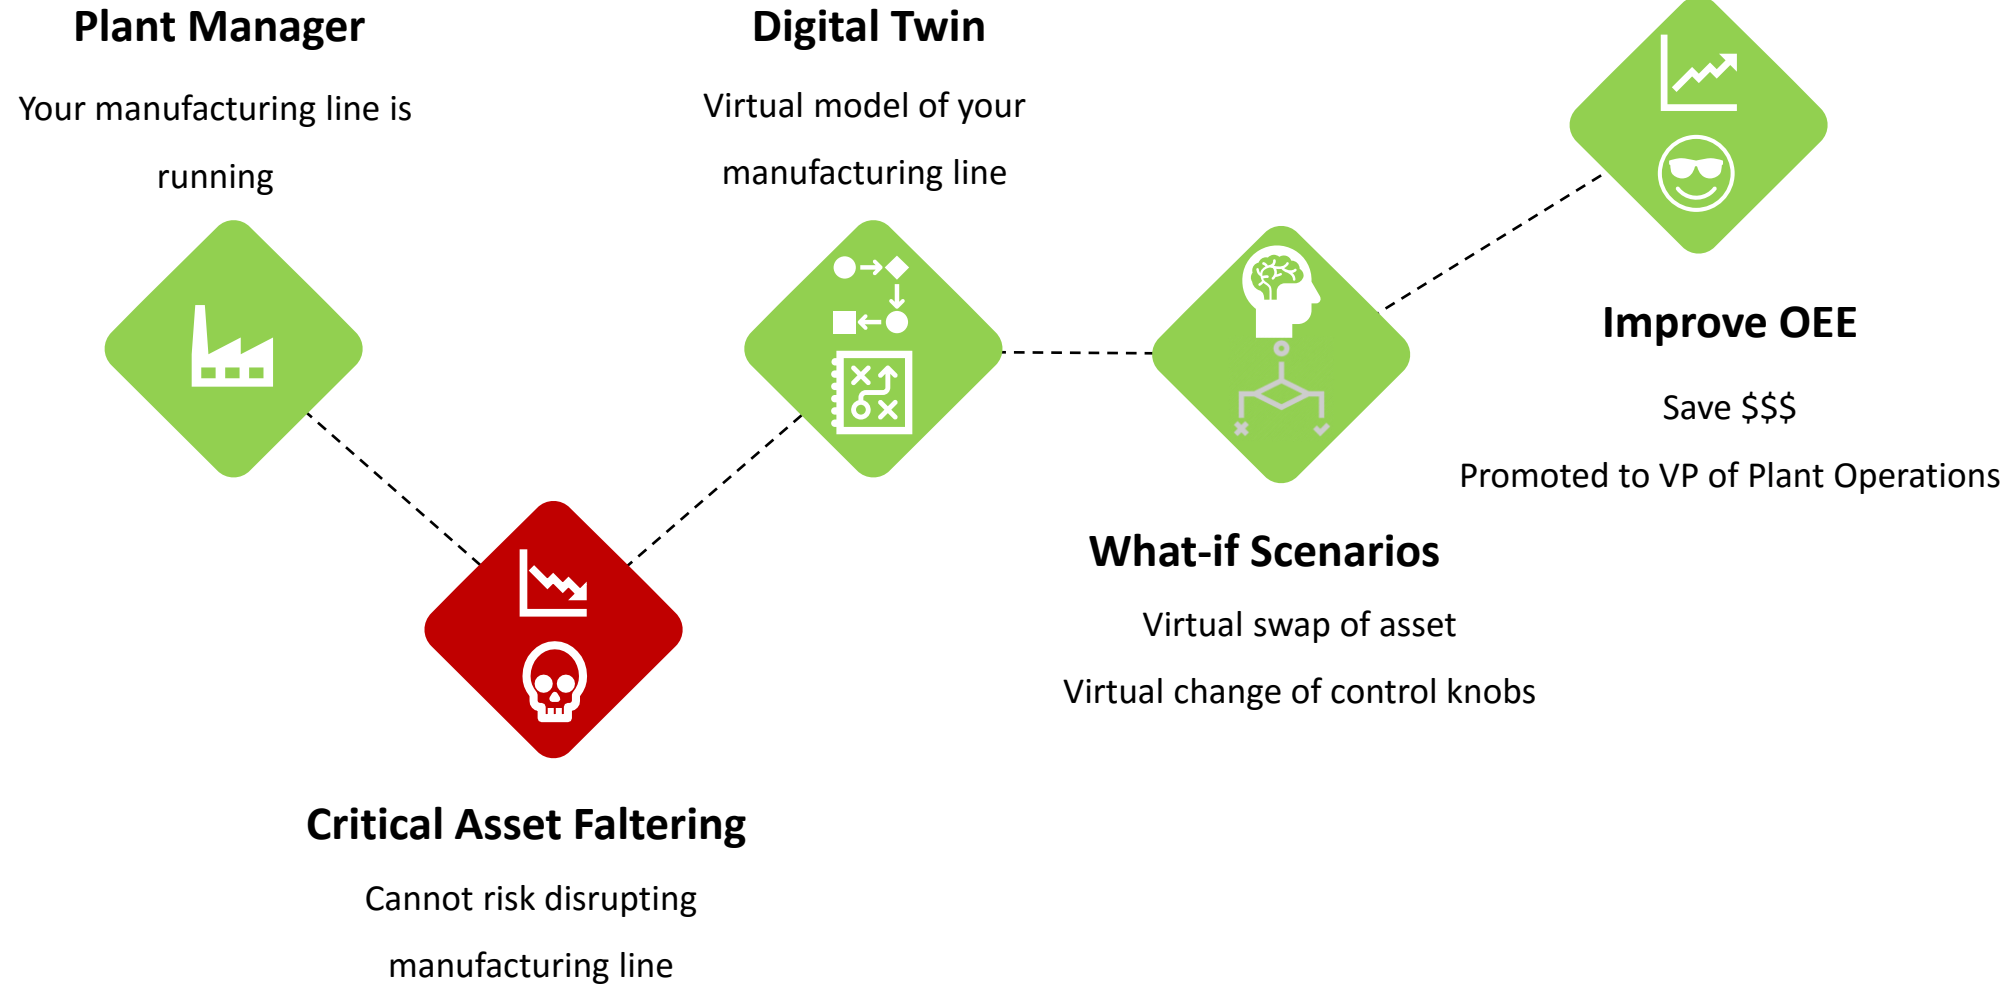 Plant Manager
Your manufacturing line is
running
Critical Asset Faltering
Cannot risk disrupting
manufacturing line
Digital Twin
Virtual model of your
manufacturing line
What-if Scenarios
Virtual swap of asset
Virtual change of control knobs
Improve OEE
Save $$$
Promoted to VP of Plant Operations